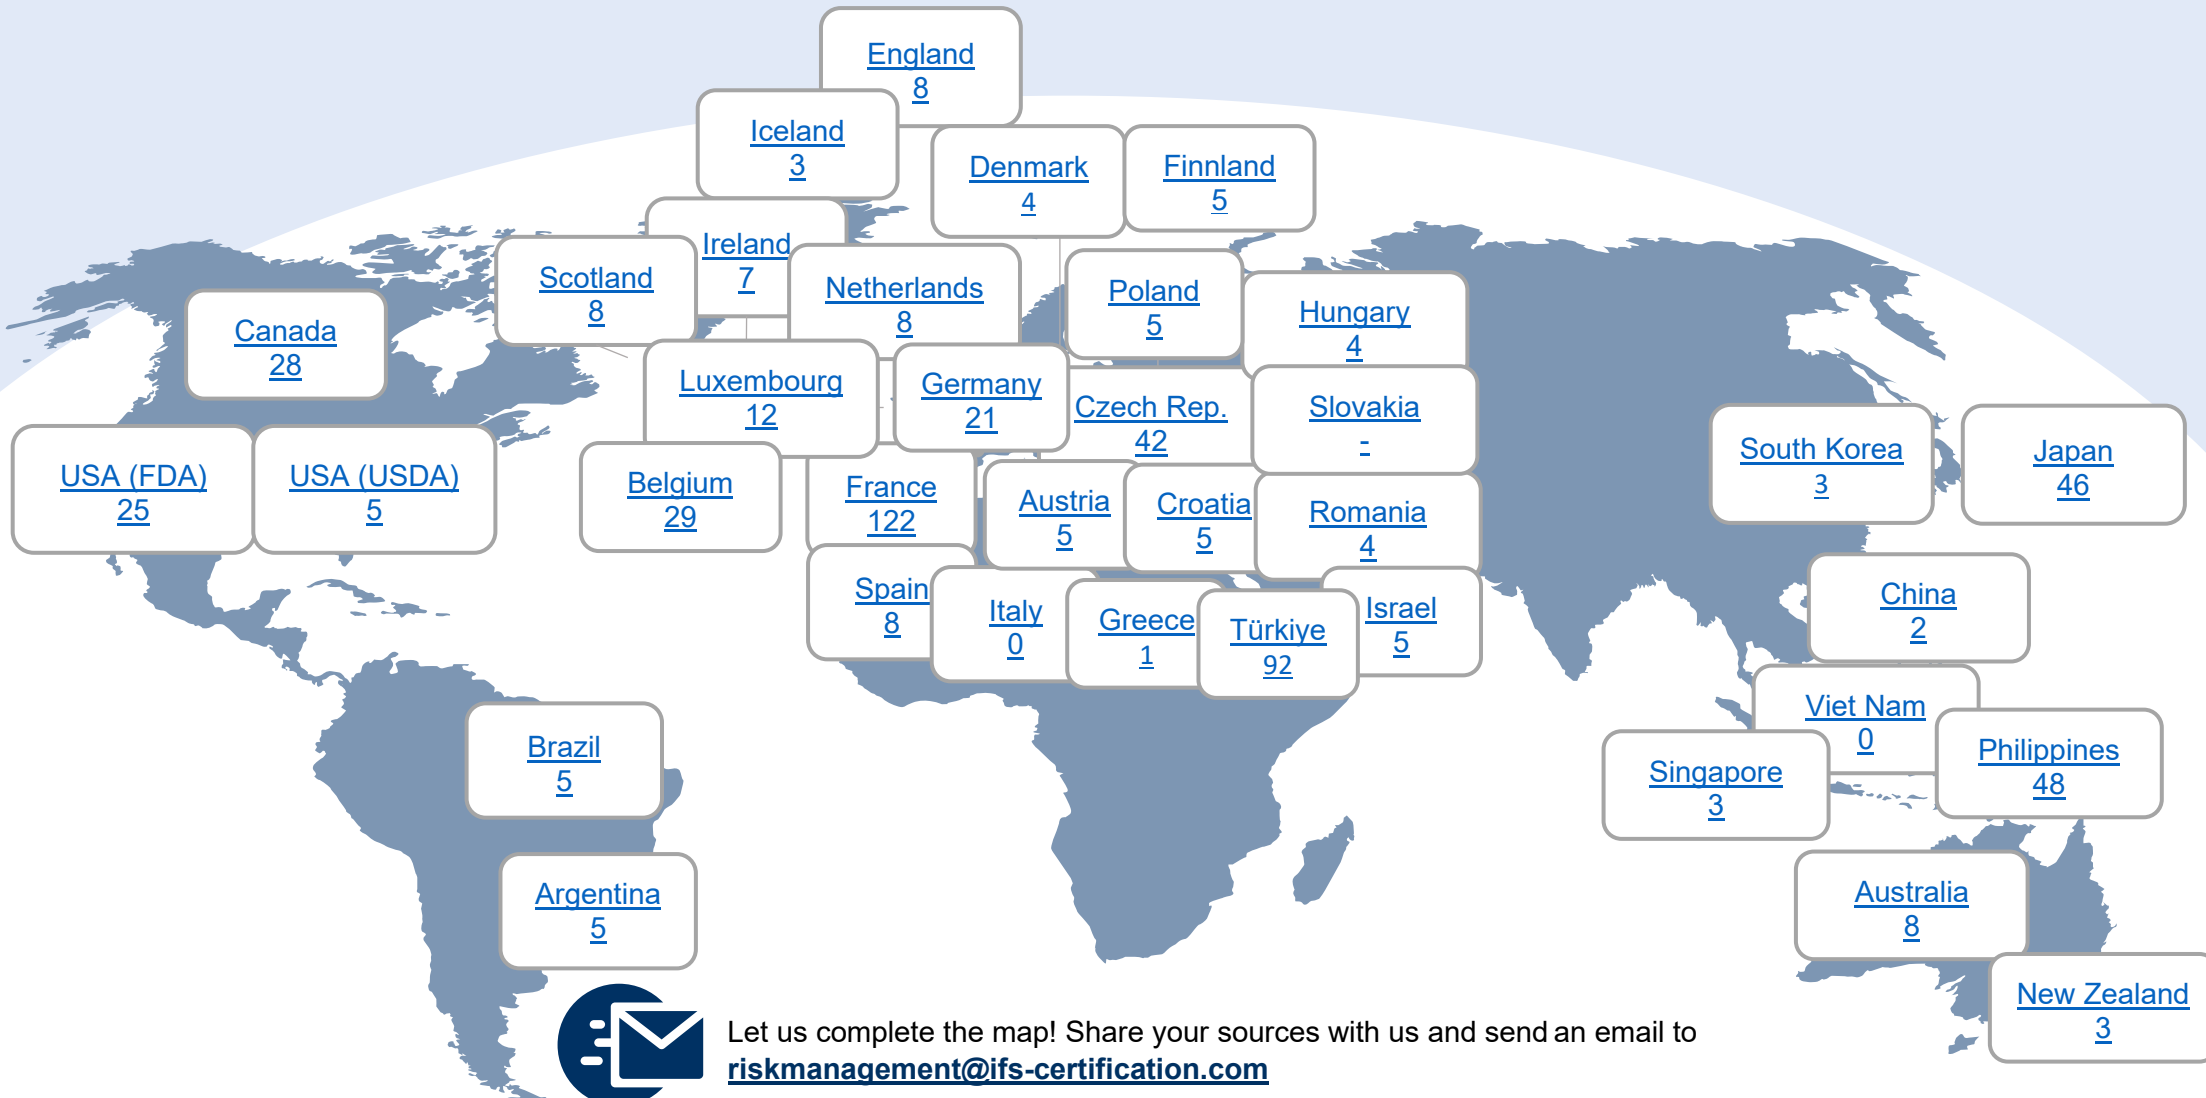 England
8
Iceland
3
Denmark
4
Finnland
5
Ireland
7
Scotland
8
Netherlands
8
Poland
5
Hungary
4
Canada
28
Luxembourg
12
Germany
21
Czech Rep.
42
Slovakia
-
USA (FDA)
25
USA (USDA)
5
Belgium
29
France
122
Austria
5
Croatia
5
Romania
4
South Korea
3
Japan
46
Spain
8
Italy
0
Greece
1
Türkiye
92
Israel
5
China
2
Viet Nam
0
Philippines
48
Singapore
3
Brazil
5
Argentina
5
Australia
8
New Zealand
3
Let us complete the map! Share your sources with us and send an email to
riskmanagement@ifs-certification.com